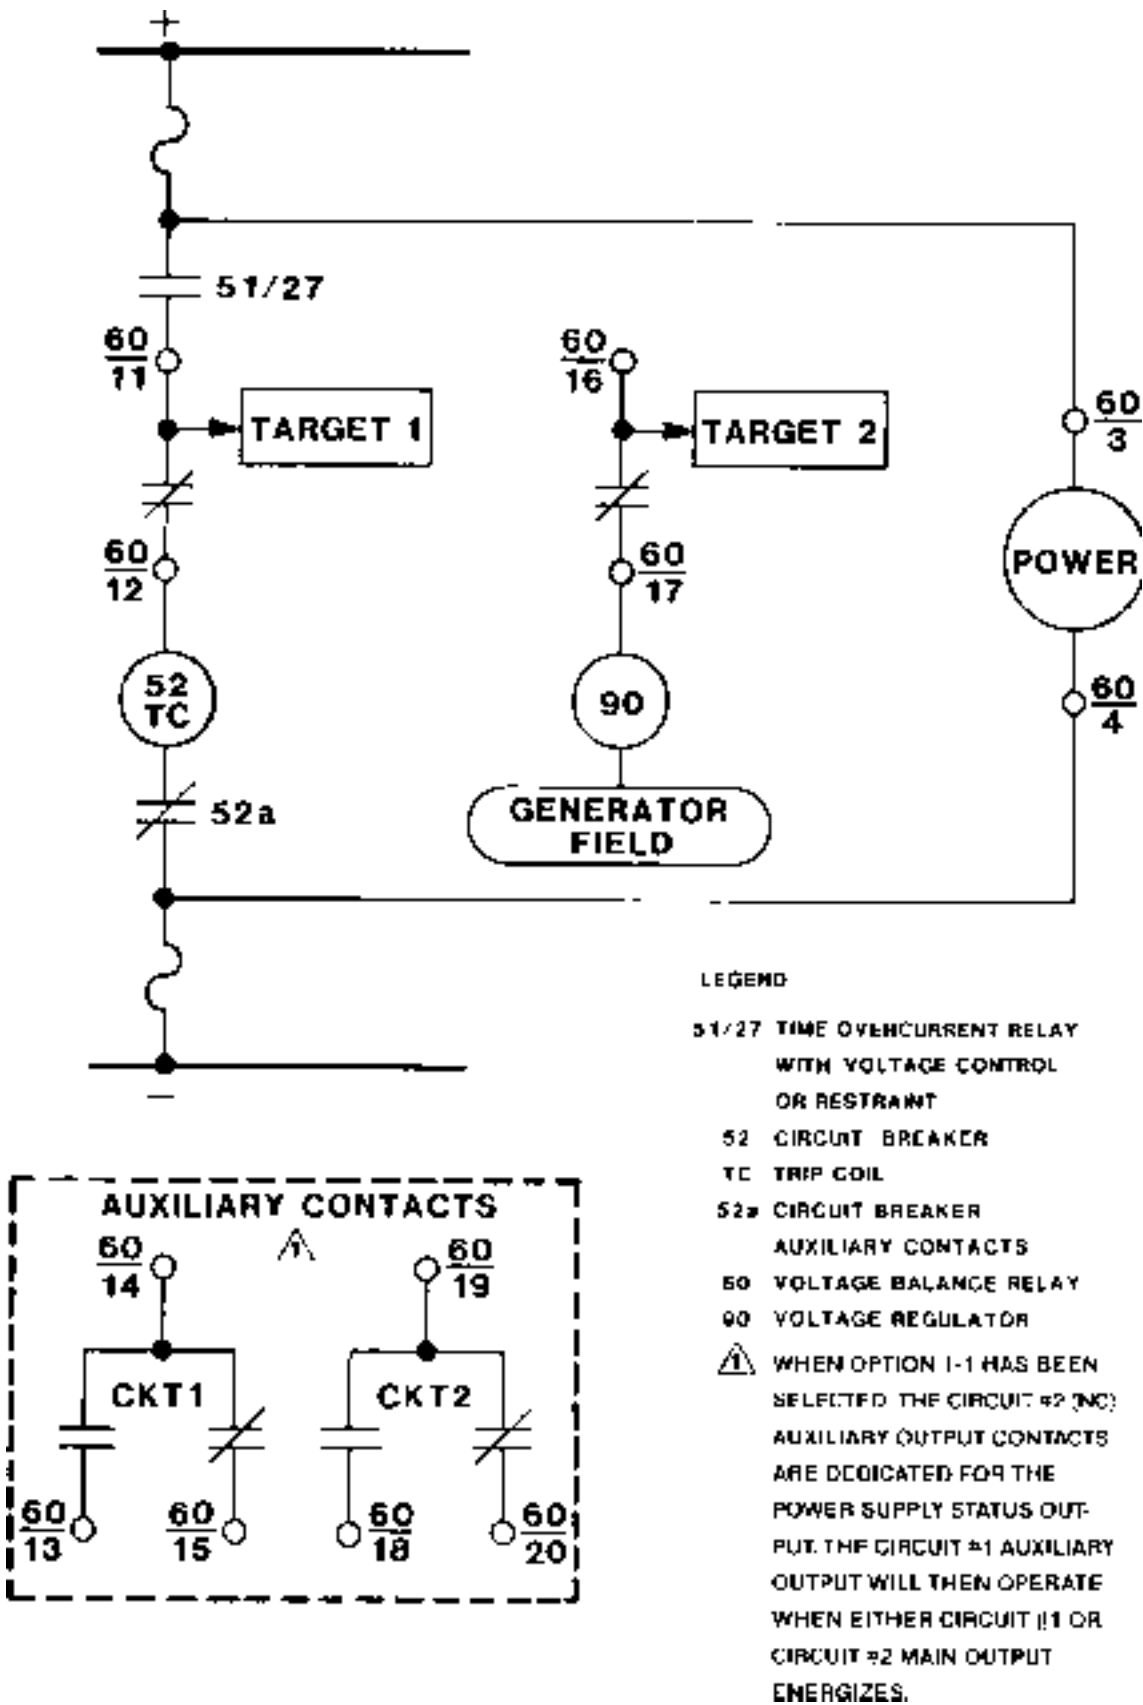 +
51/27
60
11
60
16
TARGET 1
TARGET 2
60
3
60
12
60
17
POWER
52
TC
90
60
4
52a
GENERATOR
FIELD
—
LEGEND
51/27 TIME OVERCURRENT RELAY
WITH VOLTAGE CONTROL
OR RESTRAINT
52 CIRCUIT BREAKER
TC TRIP COIL
52a CIRCUIT BREAKER
AUXILIARY CONTACTS
60 VOLTAGE BALANCE RELAY
90 VOLTAGE REGULATOR
1 WHEN OPTION 1-1 HAS BEEN
SELECTED THE CIRCUIT #2 (NC)
AUXILIARY OUTPUT CONTACTS
ARE DEDICATED FOR THE
POWER SUPPLY STATUS OUT-
PUT. THE CIRCUIT #1 AUXILIARY
OUTPUT WILL THEN OPERATE
WHEN EITHER CIRCUIT #1 OR
CIRCUIT #2 MAIN OUTPUT
ENERGIZES.
AUXILIARY CONTACTS
1
60
14
60
19
CKT1
CKT2
60
13
60
15
60
18
60
20